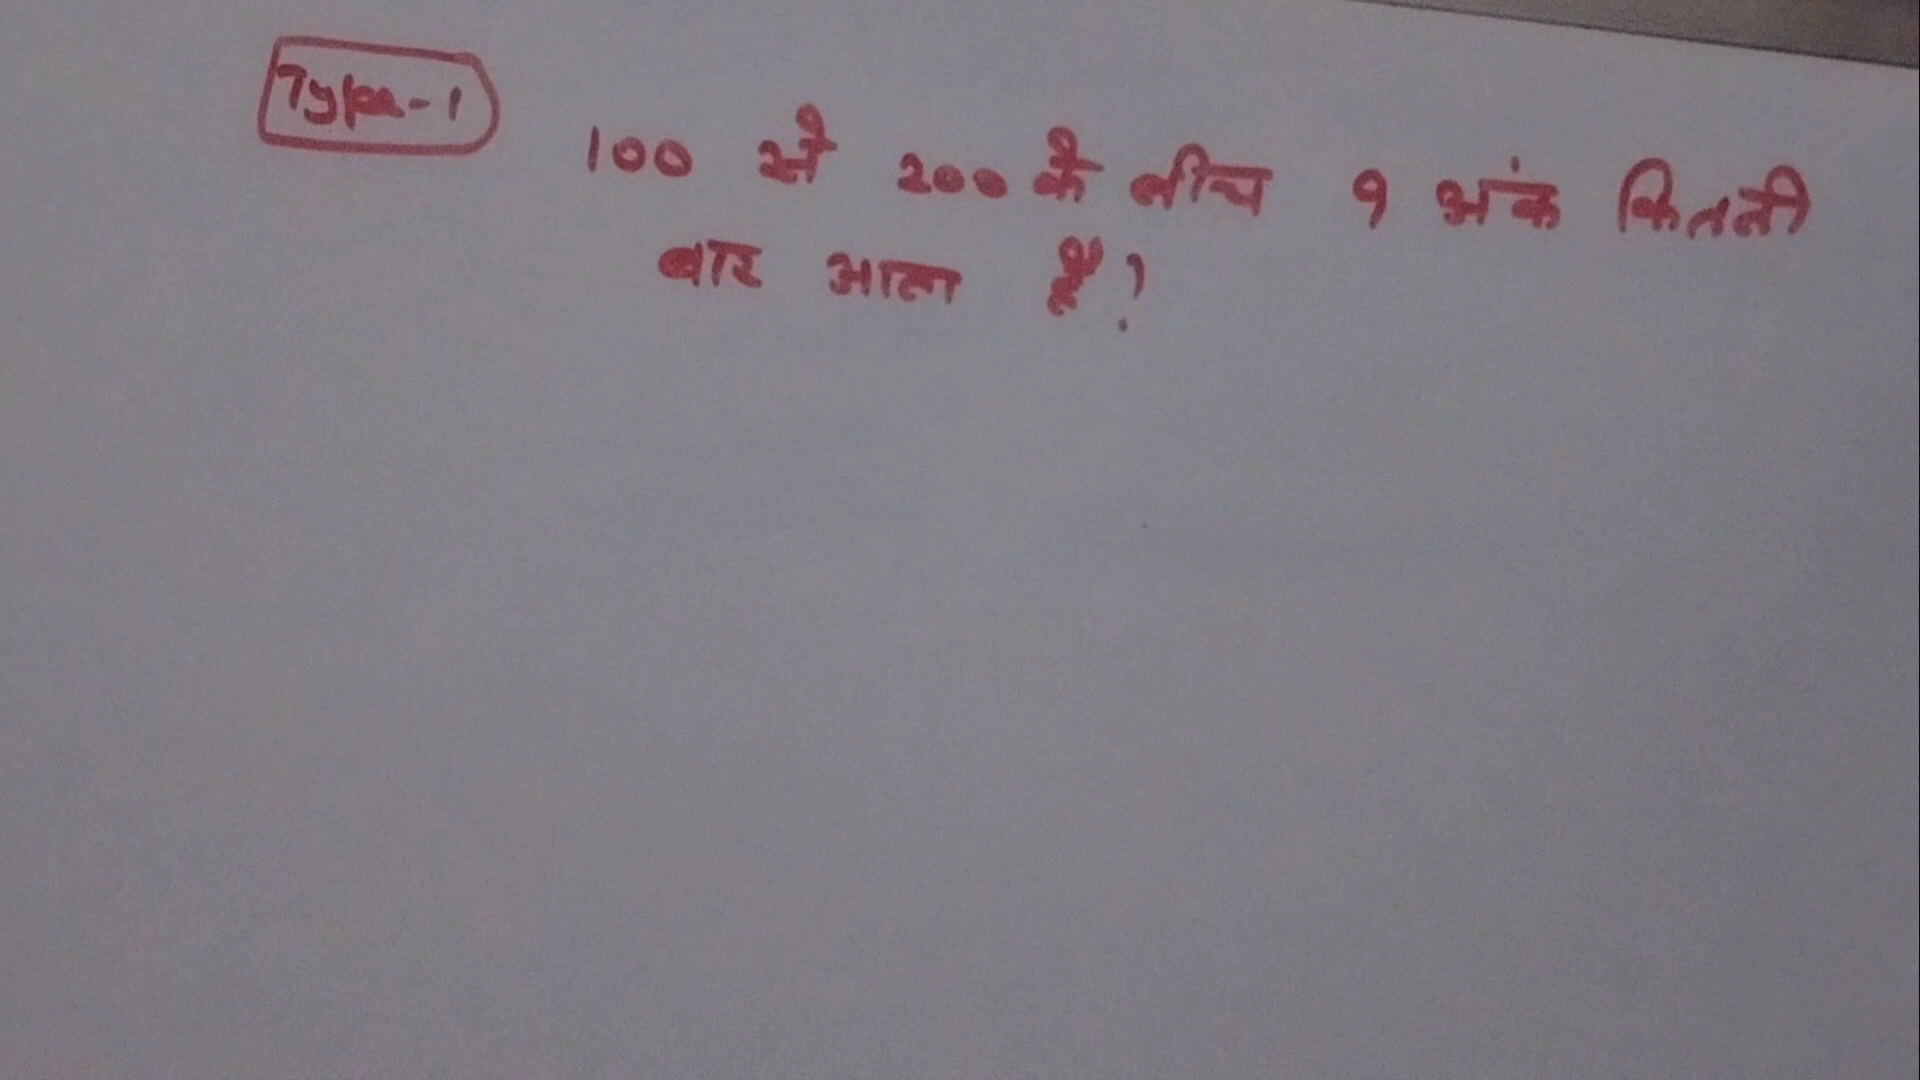 Type-1
100 से 200 के बीच 9 अंक कितनी
बार आता है?